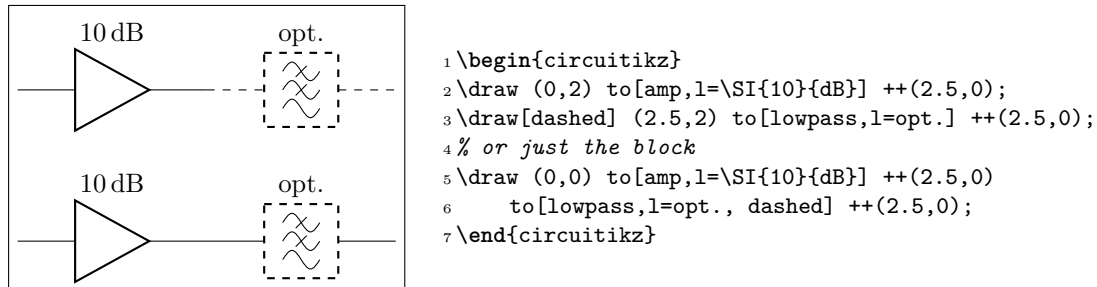 10 dB
opt.
10 dB
opt.
1 \begin{circuitikz}
2 \draw (0,2) to[amp,l=\SI{10}{dB}] ++(2.5,0);
3 \draw[dashed] (2.5,2) to[lowpass,l=opt.] ++(2.5,0);
4 % or just the block
5 \draw (0,0) to[amp,l=\SI{10}{dB}] ++(2.5,0)
6     to[lowpass,l=opt., dashed] ++(2.5,0);
7 \end{circuitikz}